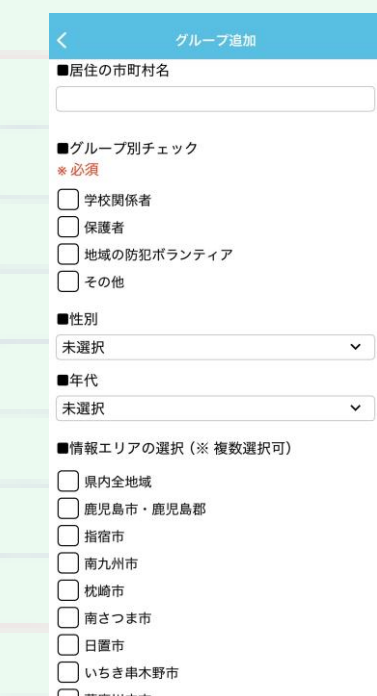 グループ追加
■居住の市町村名
■グループ別チェック
※必須
学校関係者
保護者
地域の防犯ボランティア
その他
■性別
未選択
■年代
未選択
■情報エリアの選択（※ 複数選択可）
県内全地域
鹿児島市・鹿児島郡
指宿市
南九州市
枕崎市
南さつま市
日置市
いちき串木野市